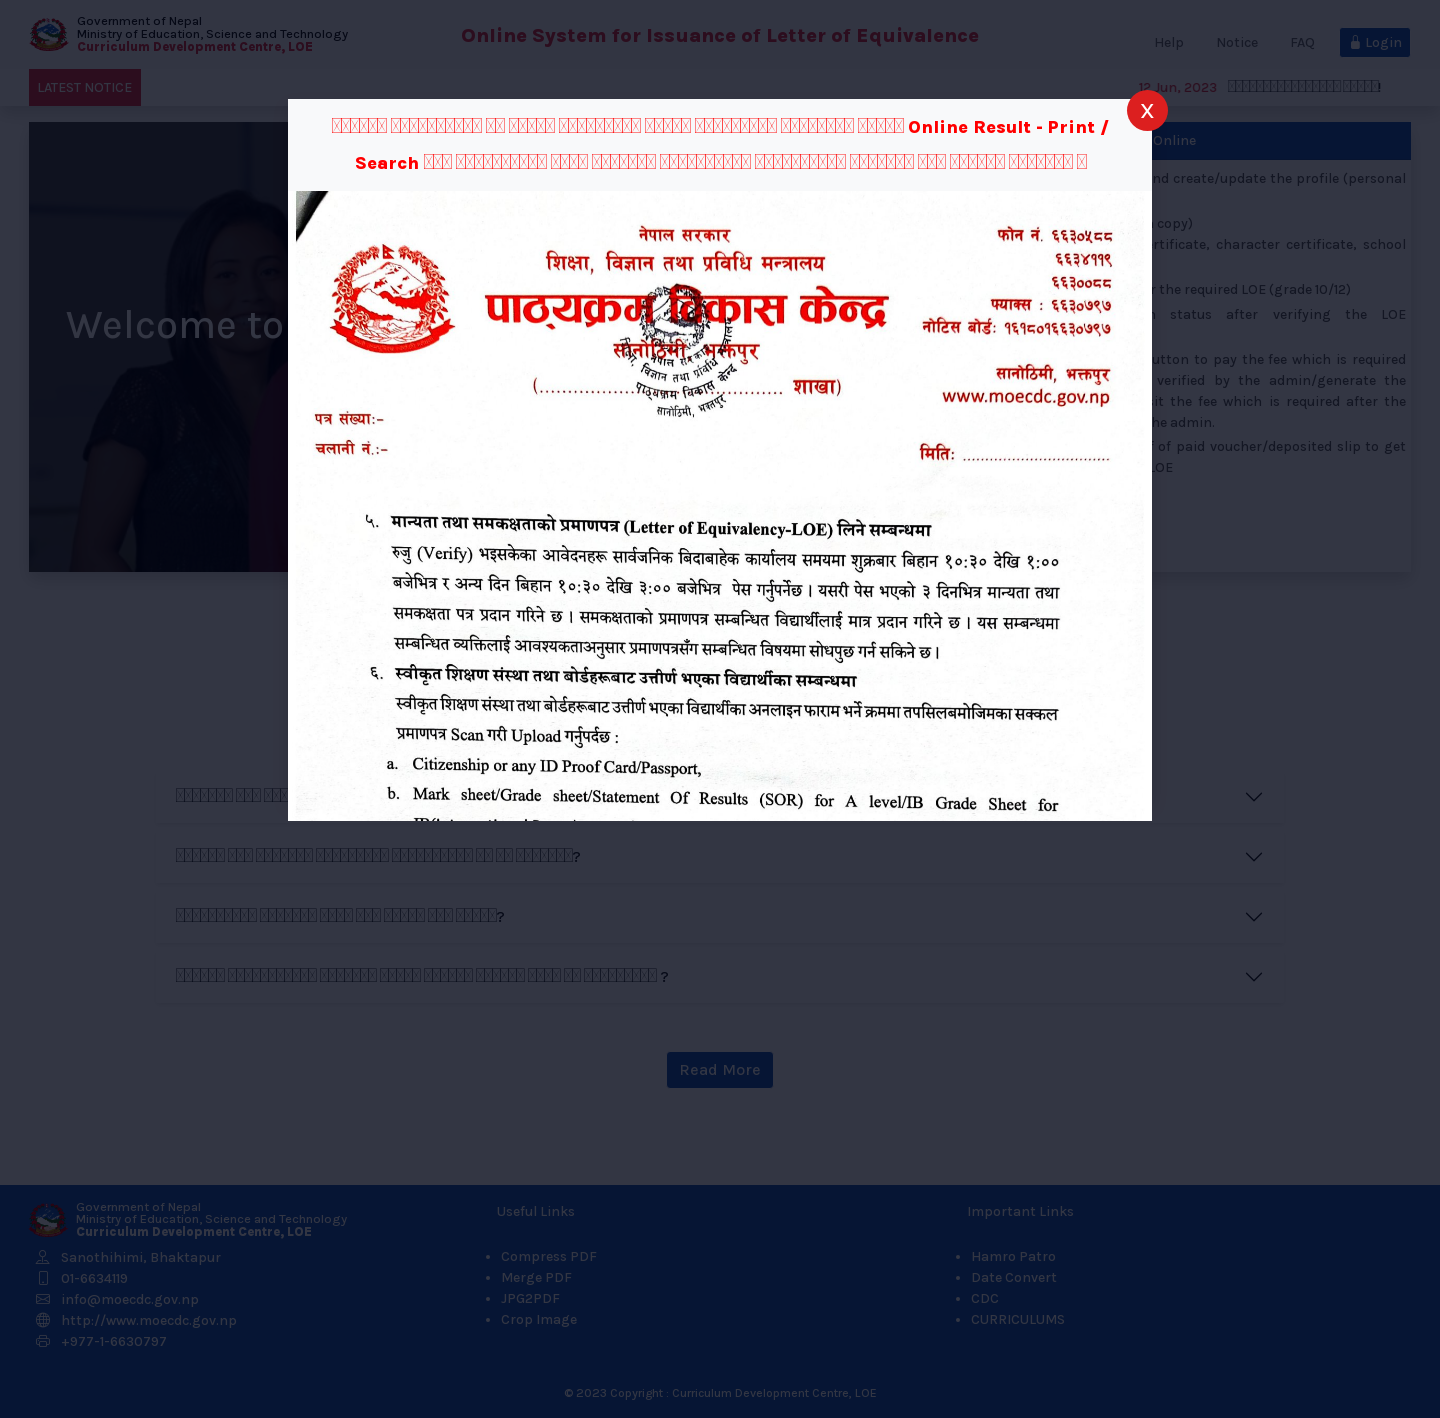 Government of Nepal
Ministry of Education, Science and Technology
Curriculum Development Centre, LOE
Online System for Issuance of Letter of Equivalence
Help
Notice
FAQ
Login
LATEST NOTICE
12 Jun, 2023
X
Online Result - Print /
Search
Welcome to
Online
nd create/update the profile (personal
copy)
rtificate, character certificate, school
r the required LOE (grade 10/12)
status after verifying the LOE
utton to pay the fee which is required
verified by the admin/generate the
sit the fee which is required after the
he admin.
f of paid voucher/deposited slip to get
LOE
नेपाल सरकार
शिक्षा, विज्ञान तथा प्रविधि मन्त्रालय
पाठ्यक्रम विकास केन्द्र
सानोठिमी, भक्तपुर
(.......................................... शाखा)
फोन नं. ६६३०५८८
६६३४११९
६६३००८८
फ्याक्स : ६६३०७९७
नोटिस बोर्ड: १६१८०१६६३०७९७
सानोठिमी, भक्तपुर
www.moecdc.gov.np
नेपाल सरकार
शिक्षा, विज्ञान तथा प्रविधि मन्त्रालय
पाठ्यक्रम विकास केन्द्र
सानोठिमी, भक्तपुर
पत्र संख्या:–
चलानी नं.:–
मिति: .................................
५. मान्यता तथा समकक्षताको प्रमाणपत्र (Letter of Equivalency-LOE) लिने सम्बन्धमा
रुजु (Verify) भइसकेका आवेदनहरू सार्वजनिक बिदाबाहेक कार्यालय समयमा शुक्रबार बिहान १०:३० देखि १:००
बजेभित्र र अन्य दिन बिहान १०:३० देखि ३:०० बजेभित्र पेस गर्नुपर्नेछ । यसरी पेस भएको ३ दिनभित्र मान्यता तथा
समकक्षता पत्र प्रदान गरिने छ । समकक्षताको प्रमाणपत्र सम्बन्धित विद्यार्थीलाई मात्र प्रदान गरिने छ । यस सम्बन्धमा
सम्बन्धित व्यक्तिलाई आवश्यकताअनुसार प्रमाणपत्रसँग सम्बन्धित विषयमा सोधपुछ गर्न सकिने छ ।
६. स्वीकृत शिक्षण संस्था तथा बोर्डहरूबाट उत्तीर्ण भएका विद्यार्थीका सम्बन्धमा
स्वीकृत शिक्षण संस्था तथा बोर्डहरूबाट उत्तीर्ण भएका विद्यार्थीका अनलाइन फाराम भर्ने क्रममा तपसिलबमोजिमका सक्कल
प्रमाणपत्र Scan गरी Upload गर्नुपर्दछ :
a. Citizenship or any ID Proof Card/Passport,
b. Mark sheet/Grade sheet/Statement Of Results (SOR) for A level/IB Grade Sheet for
?
?
?
Read More
Government of Nepal
Ministry of Education, Science and Technology
Curriculum Development Centre, LOE
Sanothihimi, Bhaktapur
01-6634119
info@moecdc.gov.np
http://www.moecdc.gov.np
+977-1-6630797
Useful Links
Compress PDF
Merge PDF
JPG2PDF
Crop Image
Important Links
Hamro Patro
Date Convert
CDC
CURRICULUMS
© 2023 Copyright : Curriculum Development Centre, LOE